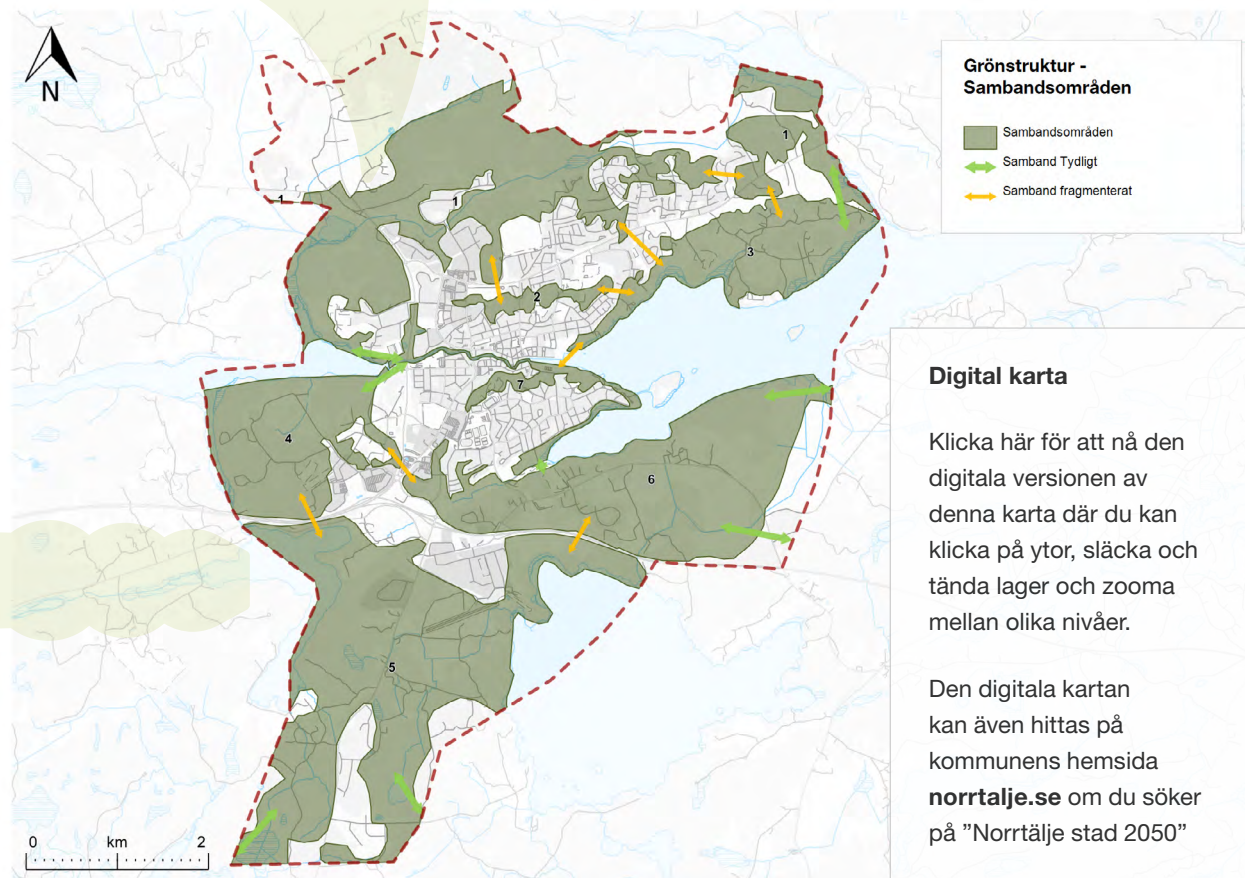 N
Grönstruktur -
Sambandsområden
Sambandsområden
Samband Tydligt
Samband fragmenterat
1
1
1
3
2
7
4
6
5
0 km 2
Digital karta
Klicka här för att nå den
digitala versionen av
denna karta där du kan
klicka på ytor, släcka och
tända lager och zooma
mellan olika nivåer.
Den digitala kartan
kan även hittas på
kommunens hemsida
norrtalje.se om du söker
på ”Norrtälje stad 2050”